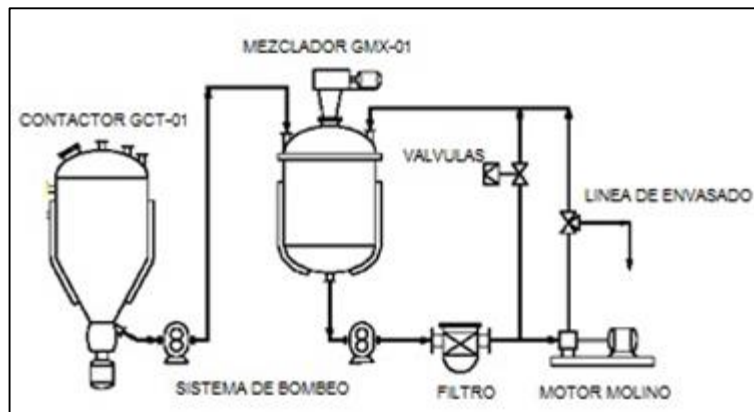 MEZCLADOR GMX-01
CONTACTOR GCT-01
VALVULAS
LINEA DE ENVASADO
SISTEMA DE BOMBEO
FILTRO
MOTOR MOLINO